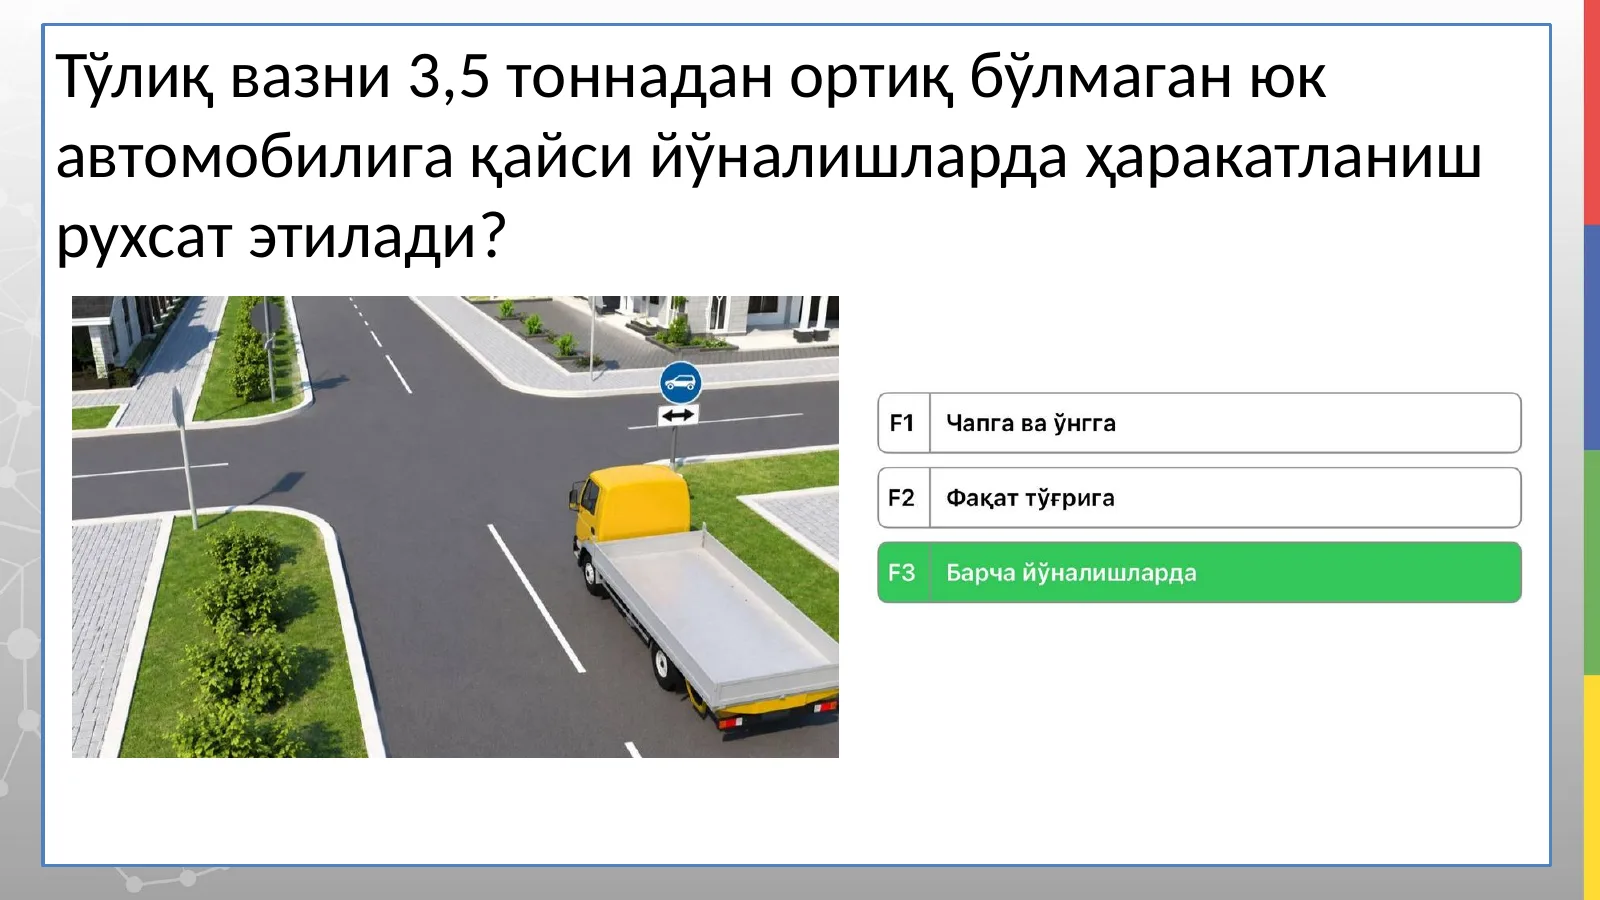 Тўлиқ вазни 3,5 тоннадан ортиқ бўлмаган юк
автомобилига қайси йўналишларда ҳаракатланиш
рухсат этилади?
F1 Чапга ва ўнгга
F2 Фақат тўғрига
F3 Барча йўналишларда